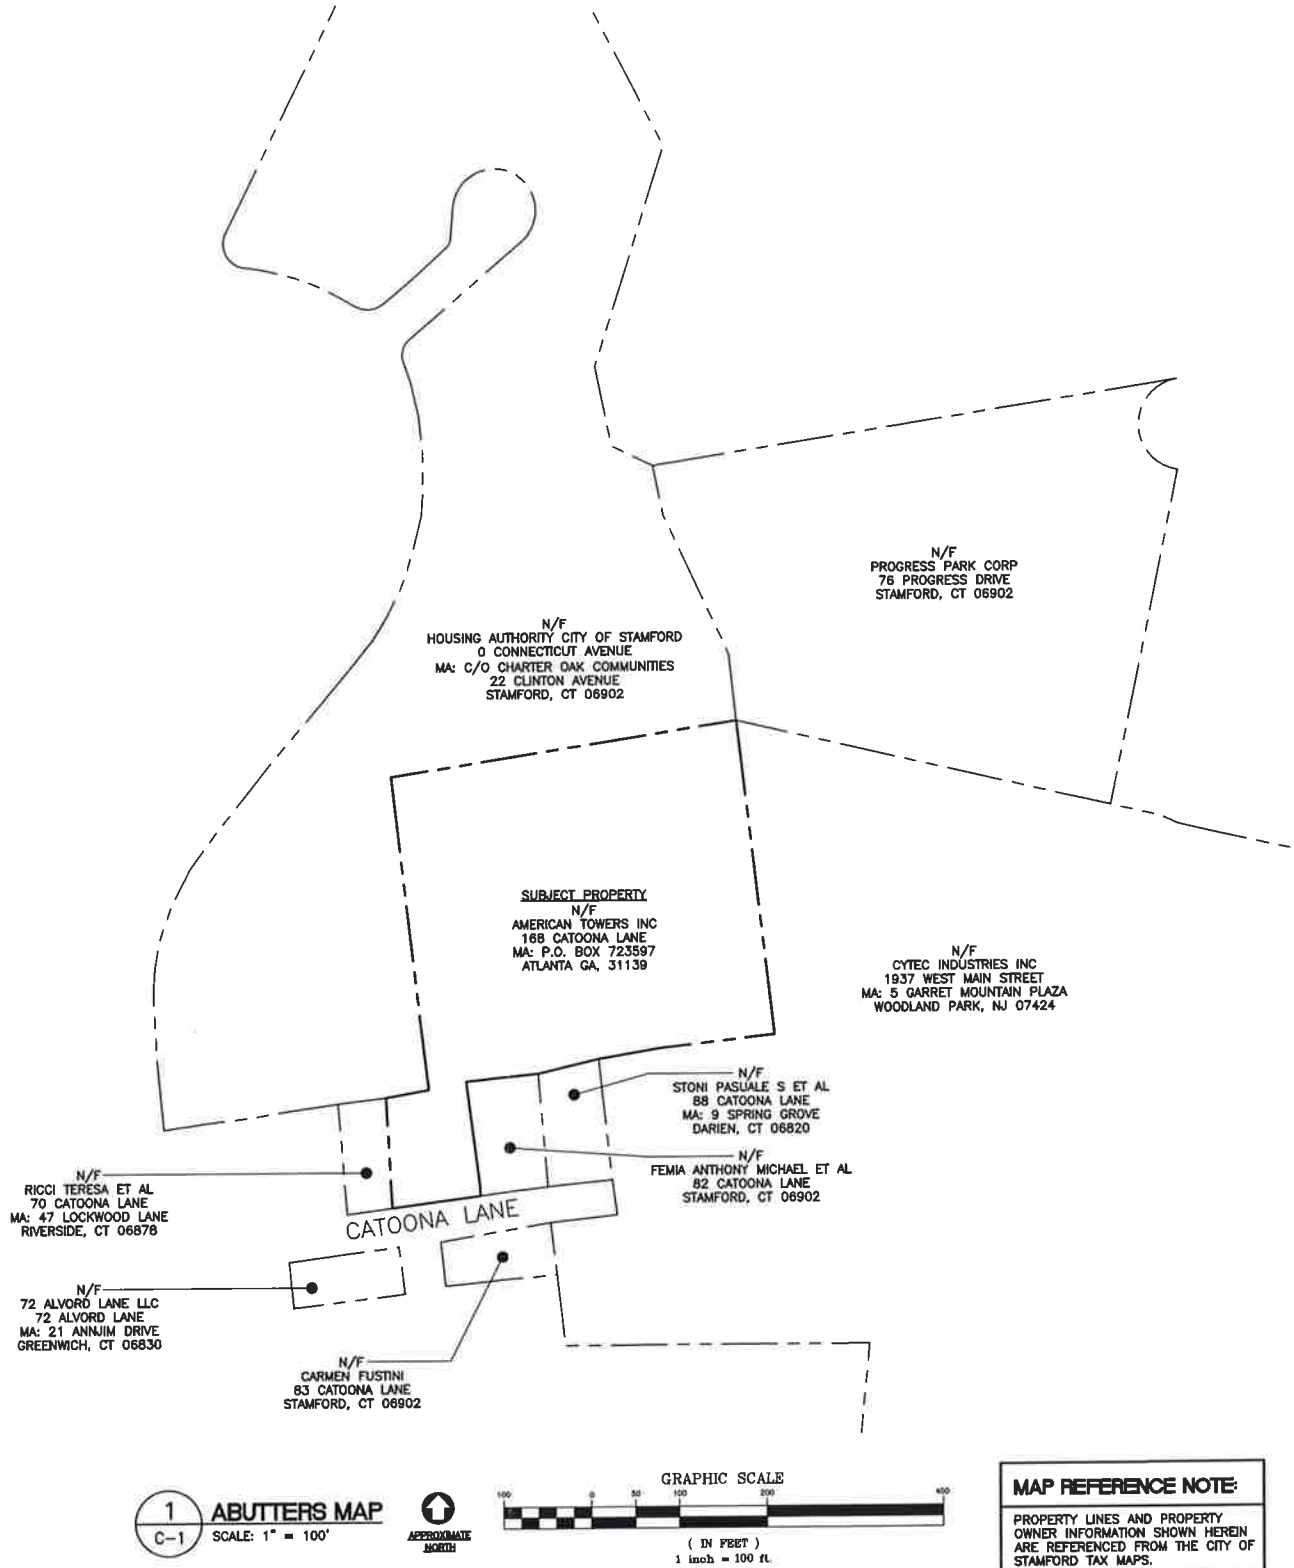 N/F
PROGRESS PARK CORP
76 PROGRESS DRIVE
STAMFORD, CT 06902
N/F
HOUSING AUTHORITY CITY OF STAMFORD
0 CONNECTICUT AVENUE
MA: C/O CHARTER OAK COMMUNITIES
22 CLINTON AVENUE
STAMFORD, CT 06902
SUBJECT PROPERTY
N/F
AMERICAN TOWERS INC
168 CATOONA LANE
MA: P.O. BOX 723597
ATLANTA GA, 31139
N/F
CYTEC INDUSTRIES INC
1937 WEST MAIN STREET
MA: 5 GARRET MOUNTAIN PLAZA
WOODLAND PARK, NJ 07424
N/F
STONI PASUALE S ET AL
88 CATOONA LANE
MA: 9 SPRING GROVE
DARIEN, CT 06820
N/F
FEMIA ANTHONY MICHAEL ET AL
82 CATOONA LANE
STAMFORD, CT 06902
N/F
RICCI TERESA ET AL
70 CATOONA LANE
MA: 47 LOCKWOOD LANE
RIVERSIDE, CT 06878
CATOONA LANE
N/F
72 ALVORD LANE LLC
72 ALVORD LANE
MA: 21 ANNJIM DRIVE
GREENWICH, CT 06830
N/F
CARMEN FUSTINI
83 CATOONA LANE
STAMFORD, CT 06902
1
C-1
ABUTTERS MAP
SCALE: 1" = 100'
APPROXIMATE
NORTH
GRAPHIC SCALE
100 0 50 100 200 400
( IN FEET )
1 inch = 100 ft.
MAP REFERENCE NOTE:
PROPERTY LINES AND PROPERTY
OWNER INFORMATION SHOWN HEREIN
ARE REFERENCED FROM THE CITY OF
STAMFORD TAX MAPS.